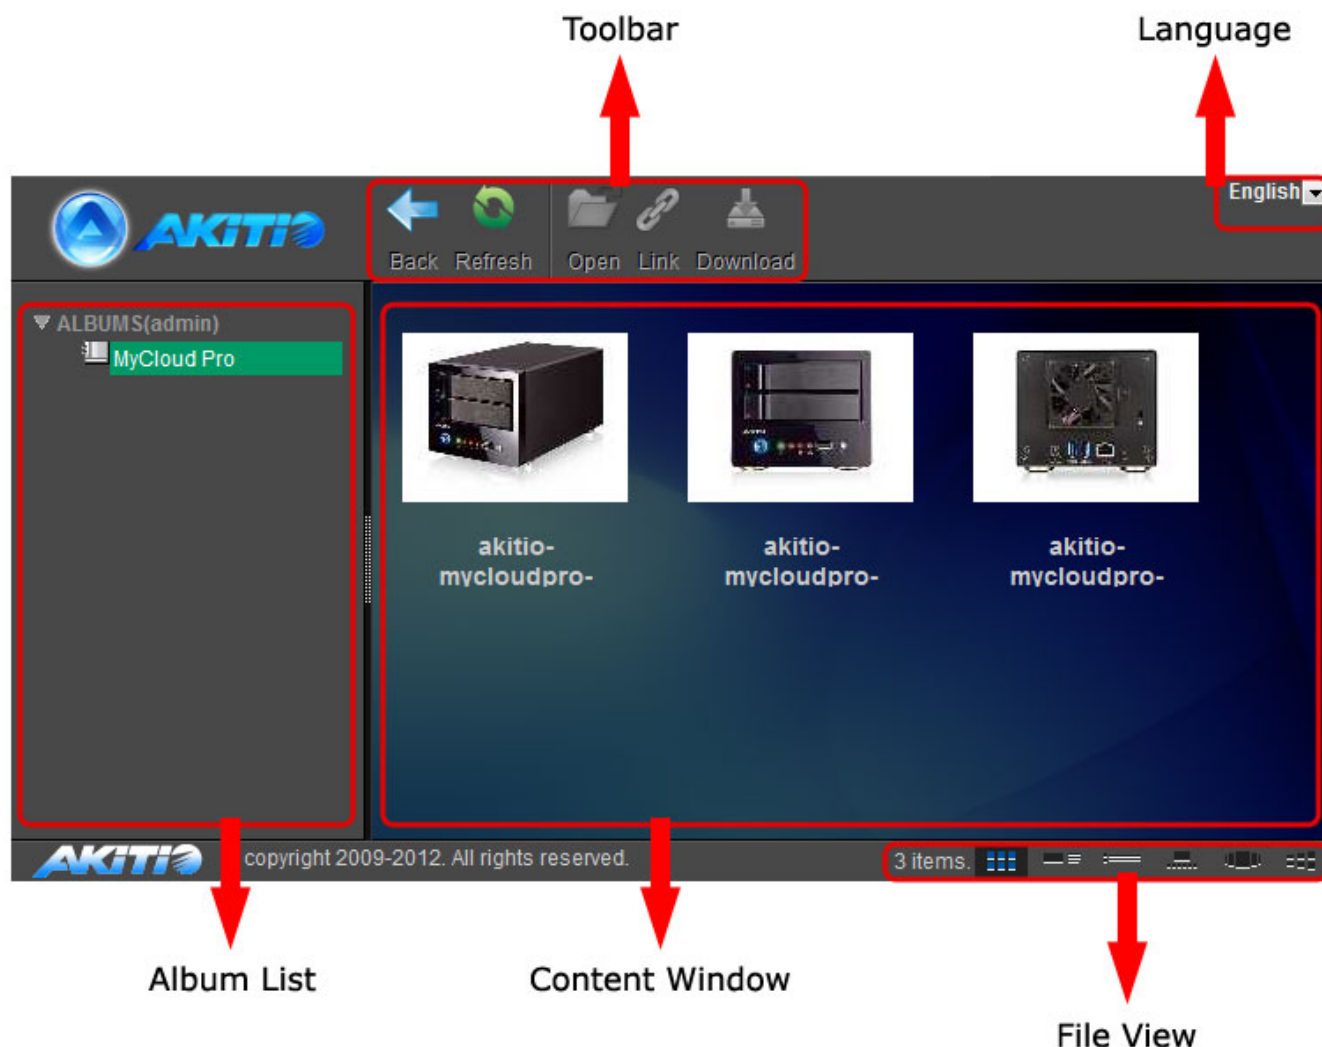 Toolbar
Language
AKiTiO
English
Back Refresh Open Link Download
ALBUMS(admin)
MyCloud Pro
akitio-
mycloudpro-
akitio-
mycloudpro-
akitio-
mycloudpro-
AKiTiO
copyright 2009-2012. All rights reserved.
3 items.
Album List
Content Window
File View